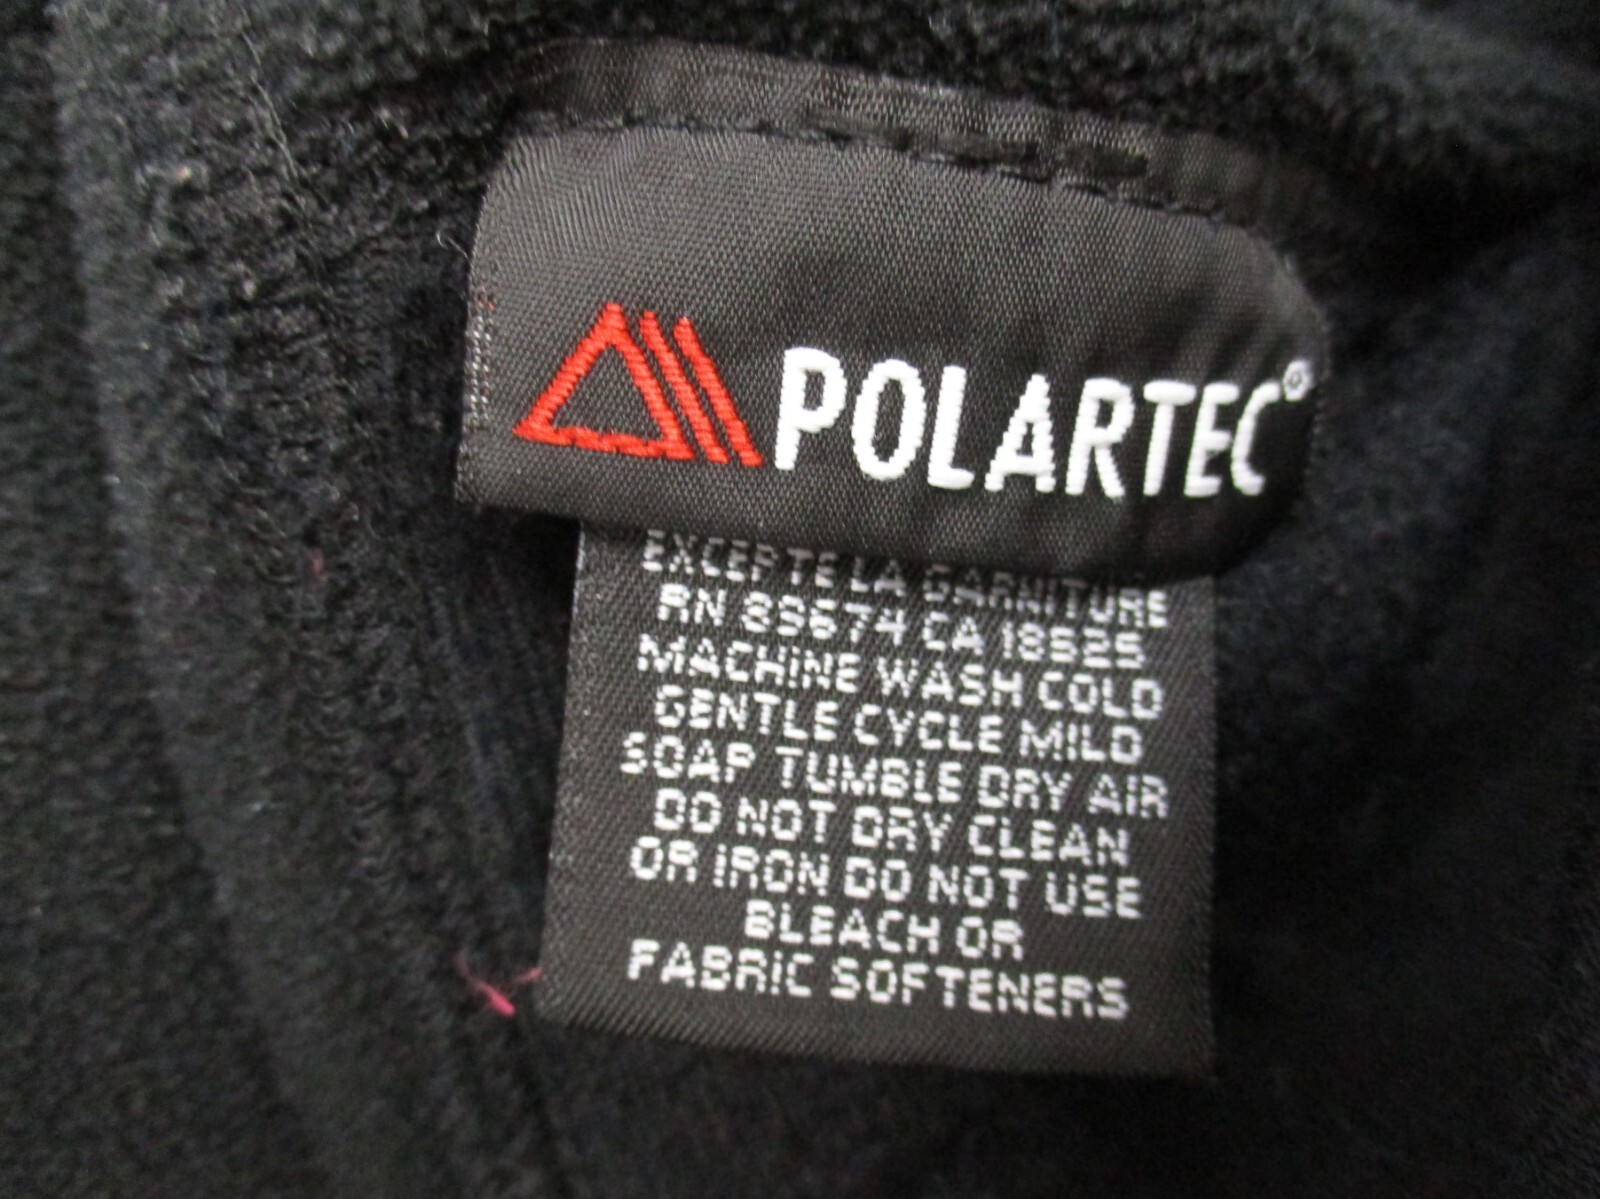 POLARTEC®
EXCEPTE LA GARNITURE
RN 89674 CA 18525
MACHINE WASH COLD
GENTLE CYCLE MILD
SOAP TUMBLE DRY AIR
DO NOT DRY CLEAN
OR IRON DO NOT USE
BLEACH OR
FABRIC SOFTENERS